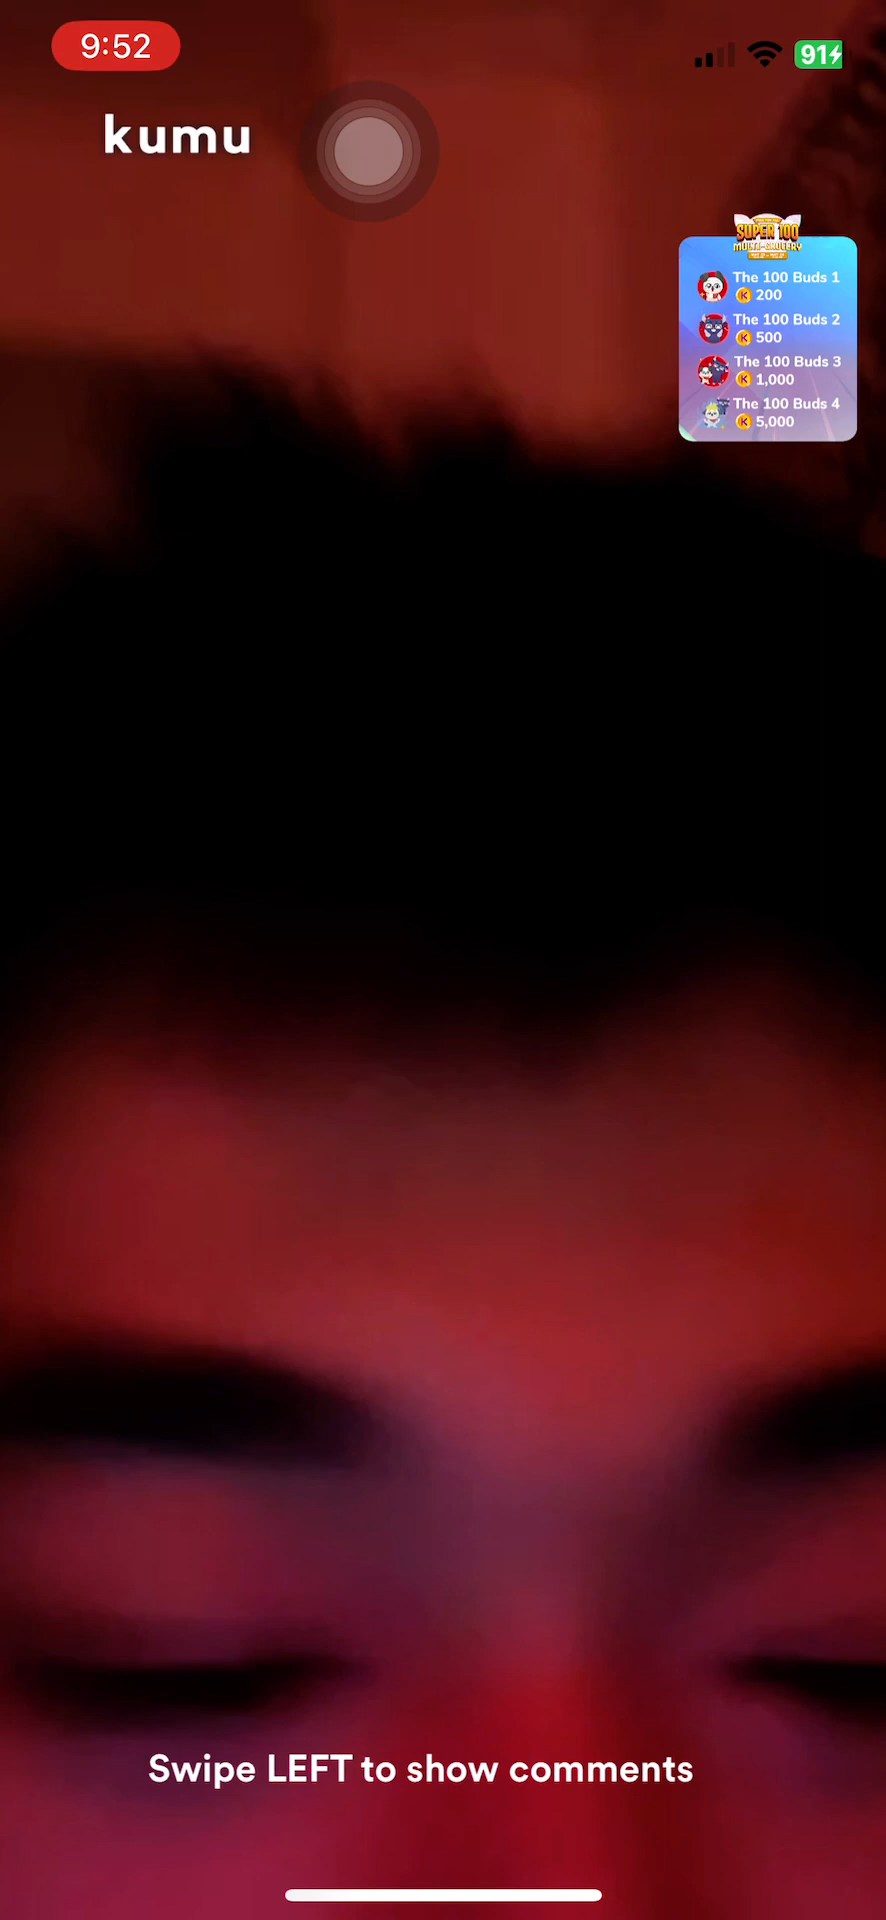 9:52
91
kumu
SUPER 100
The 100 Buds 1
K 200
The 100 Buds 2
K 500
The 100 Buds 3
K 1,000
The 100 Buds 4
K 5,000
Swipe LEFT to show comments